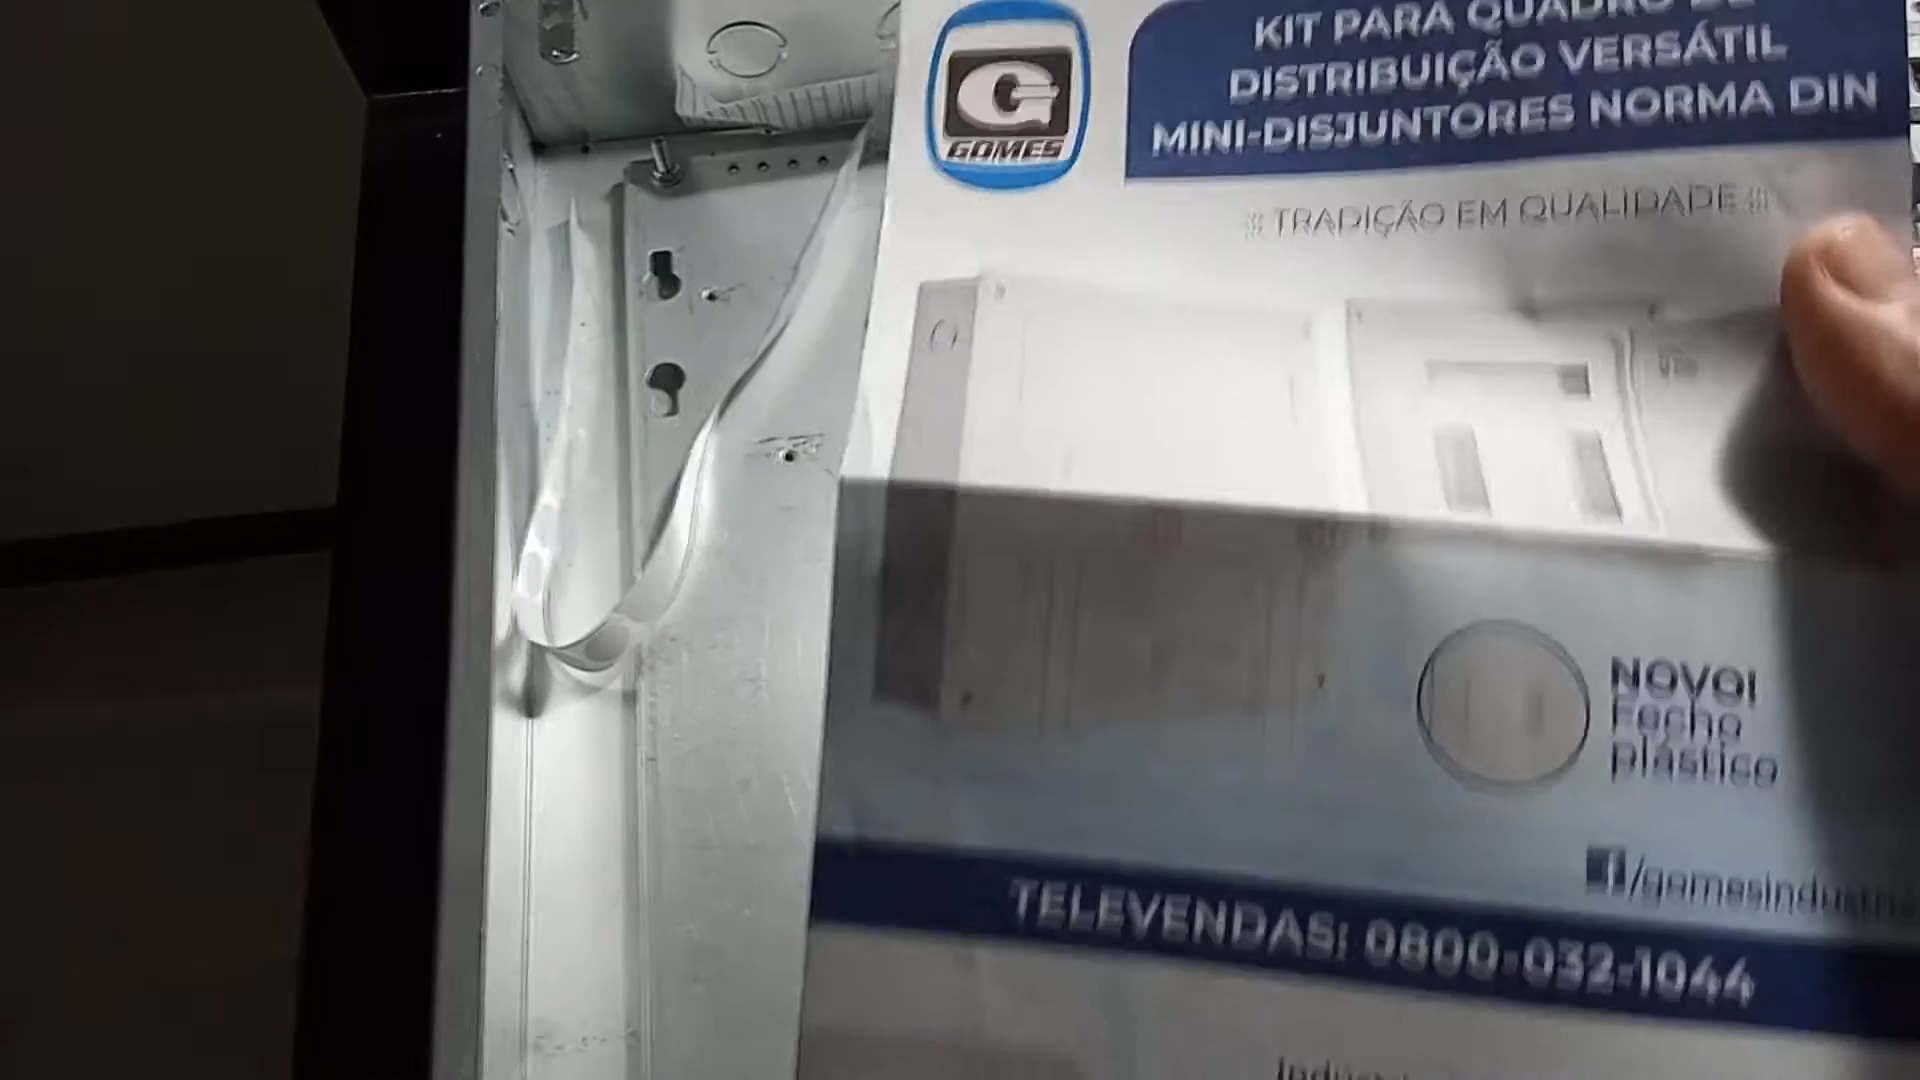 KIT PARA QUADRO DE
DISTRIBUIÇÃO VERSÁTIL
MINI-DISJUNTORES NORMA DIN
G
GOMES
TRADIÇÃO EM QUALIDADE
NOVO!
Fecho
plástico
/gomesindustria
TELEVENDAS: 0800-032-1044